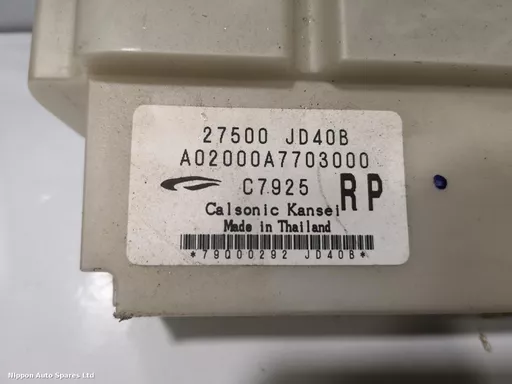 27500 JD40B
A02000A7703000
C7925 RP
Calsonic Kansei
Made in Thailand
*79Q00292 JD40B*
Nippon Auto Spares Ltd